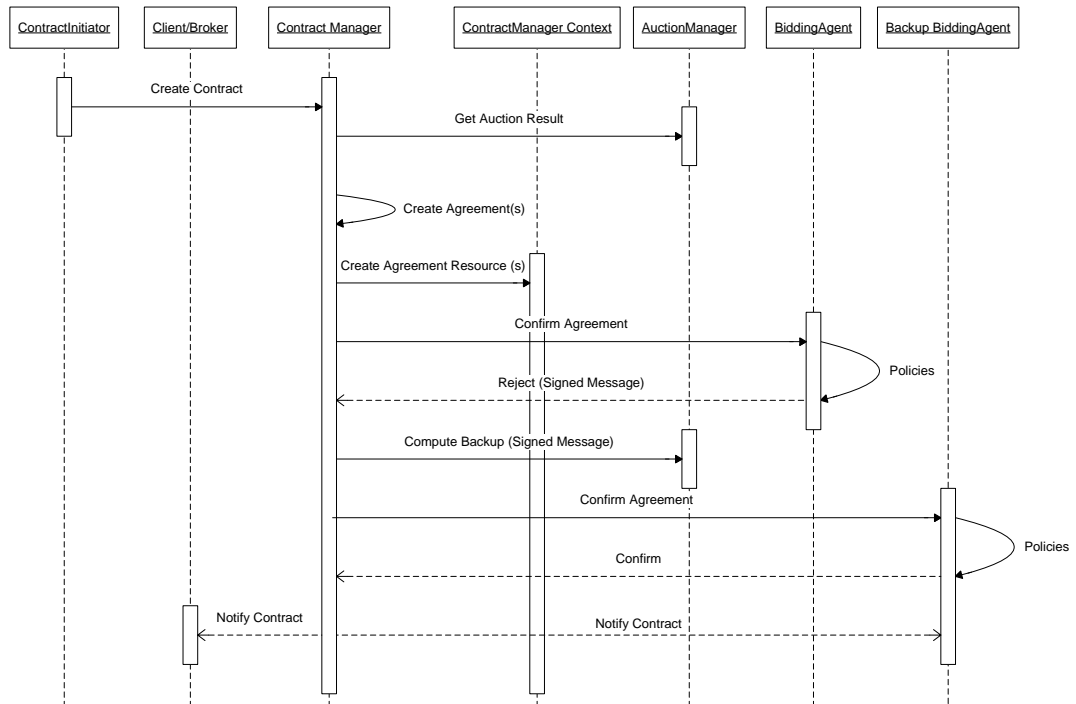 ContractInitiator
Client/Broker
Contract Manager
ContractManager Context
AuctionManager
BiddingAgent
Backup BiddingAgent
Create Contract
Get Auction Result
Create Agreement(s)
Create Agreement Resource (s)
Confirm Agreement
Policies
Reject (Signed Message)
Compute Backup (Signed Message)
Confirm Agreement
Policies
Confirm
Notify Contract
Notify Contract